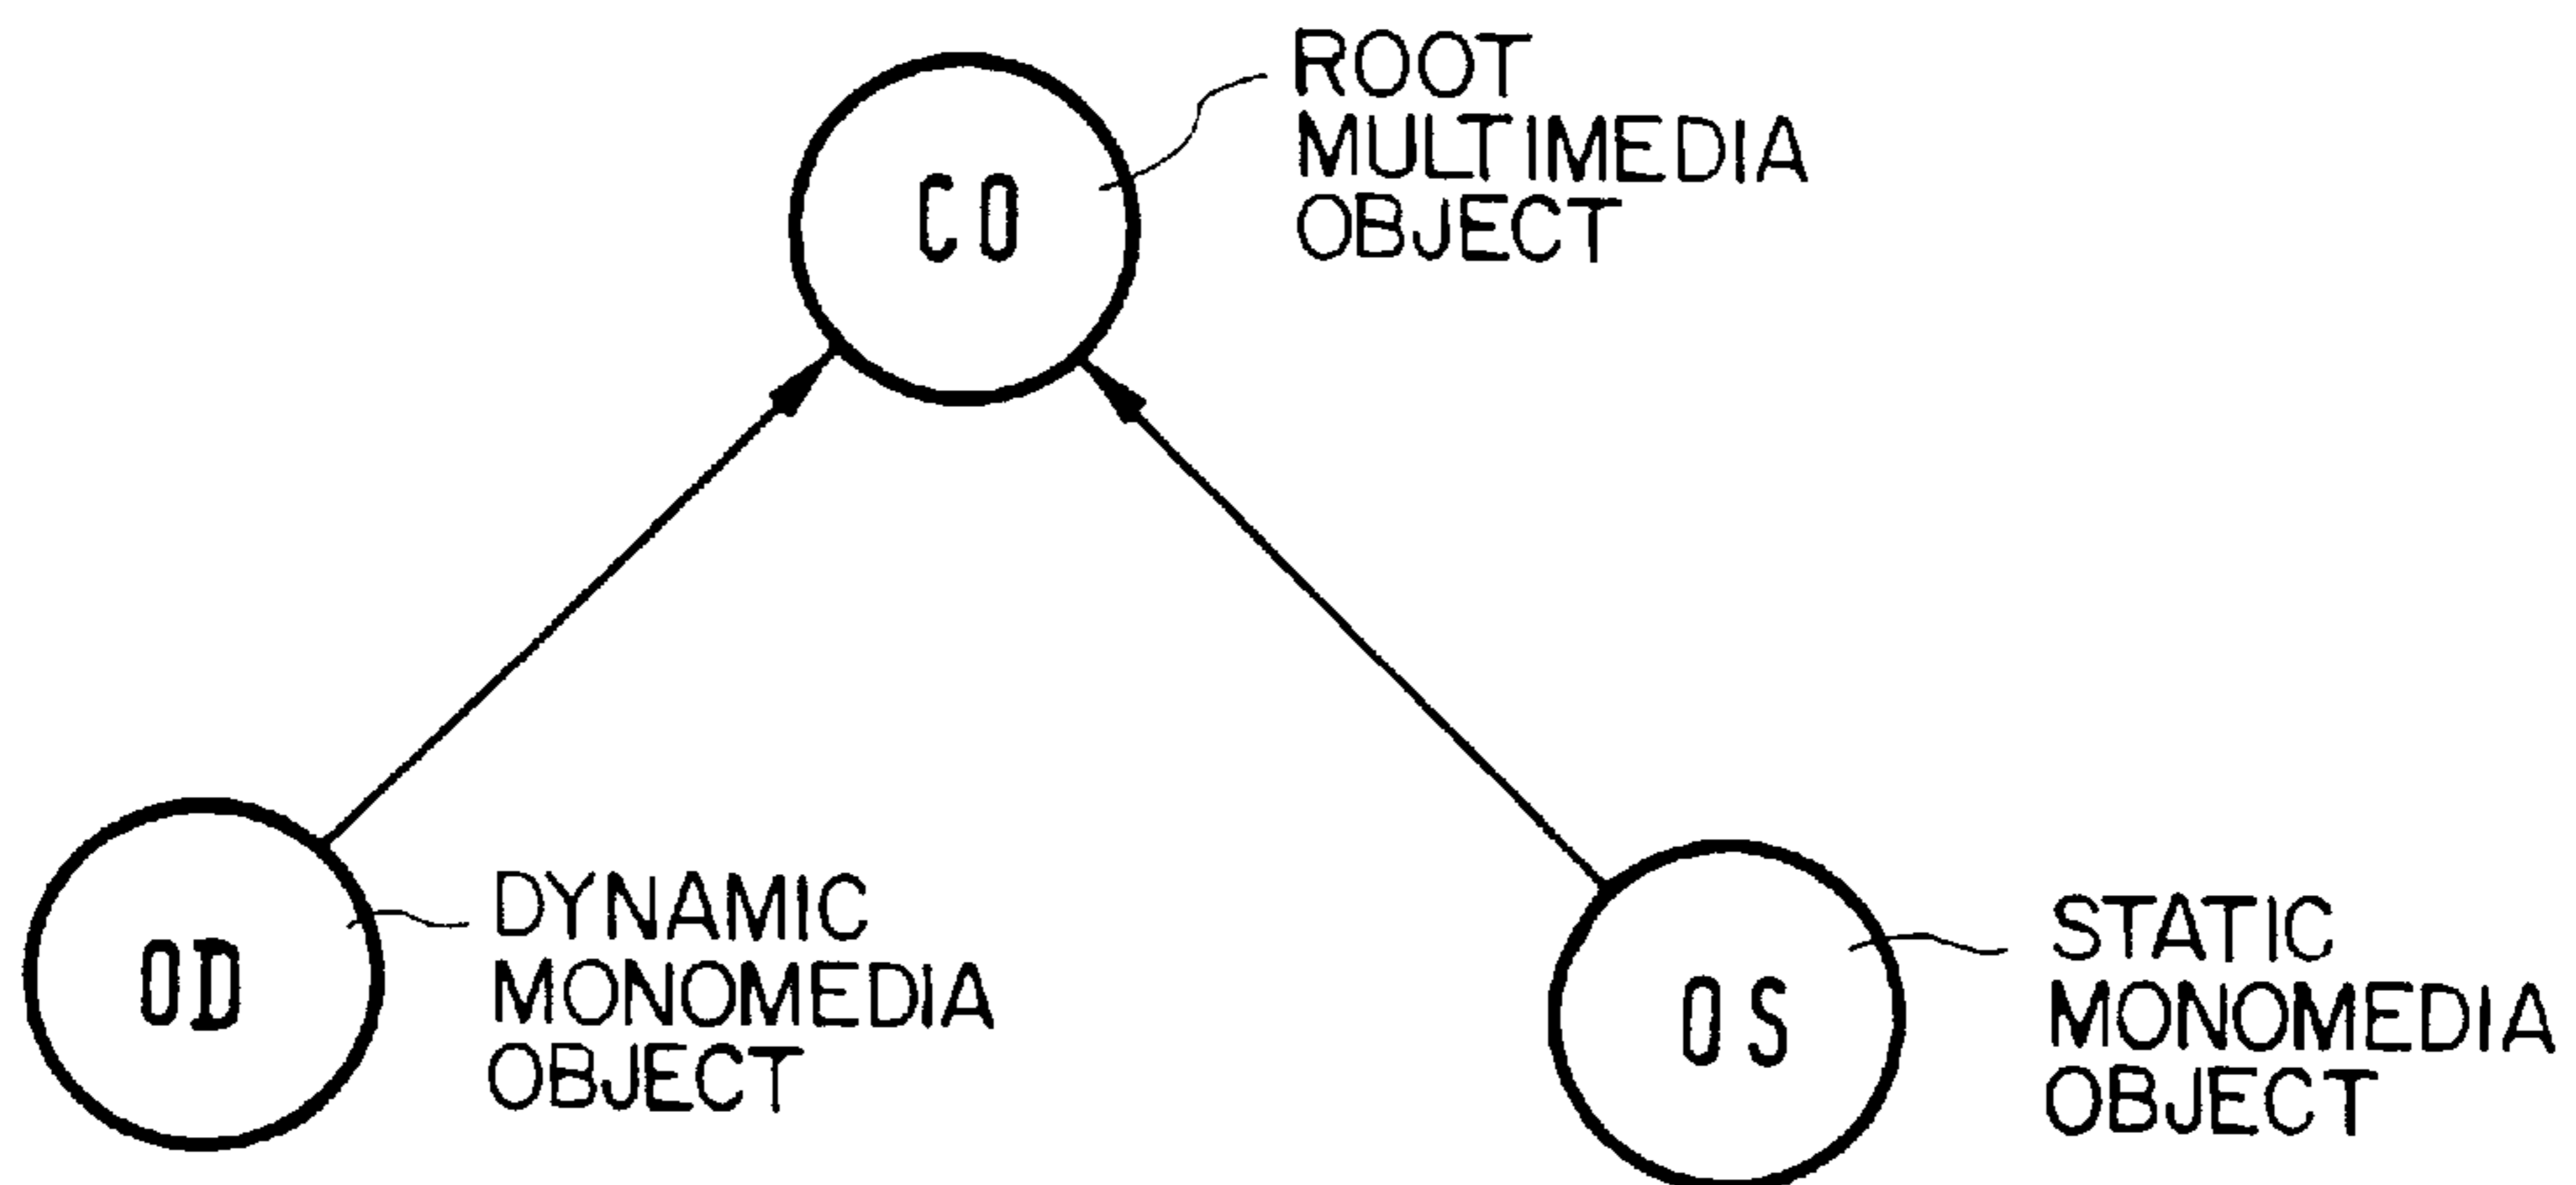 CO
ROOT
MULTIMEDIA
OBJECT
OD
DYNAMIC
MONOMEDIA
OBJECT
OS
STATIC
MONOMEDIA
OBJECT